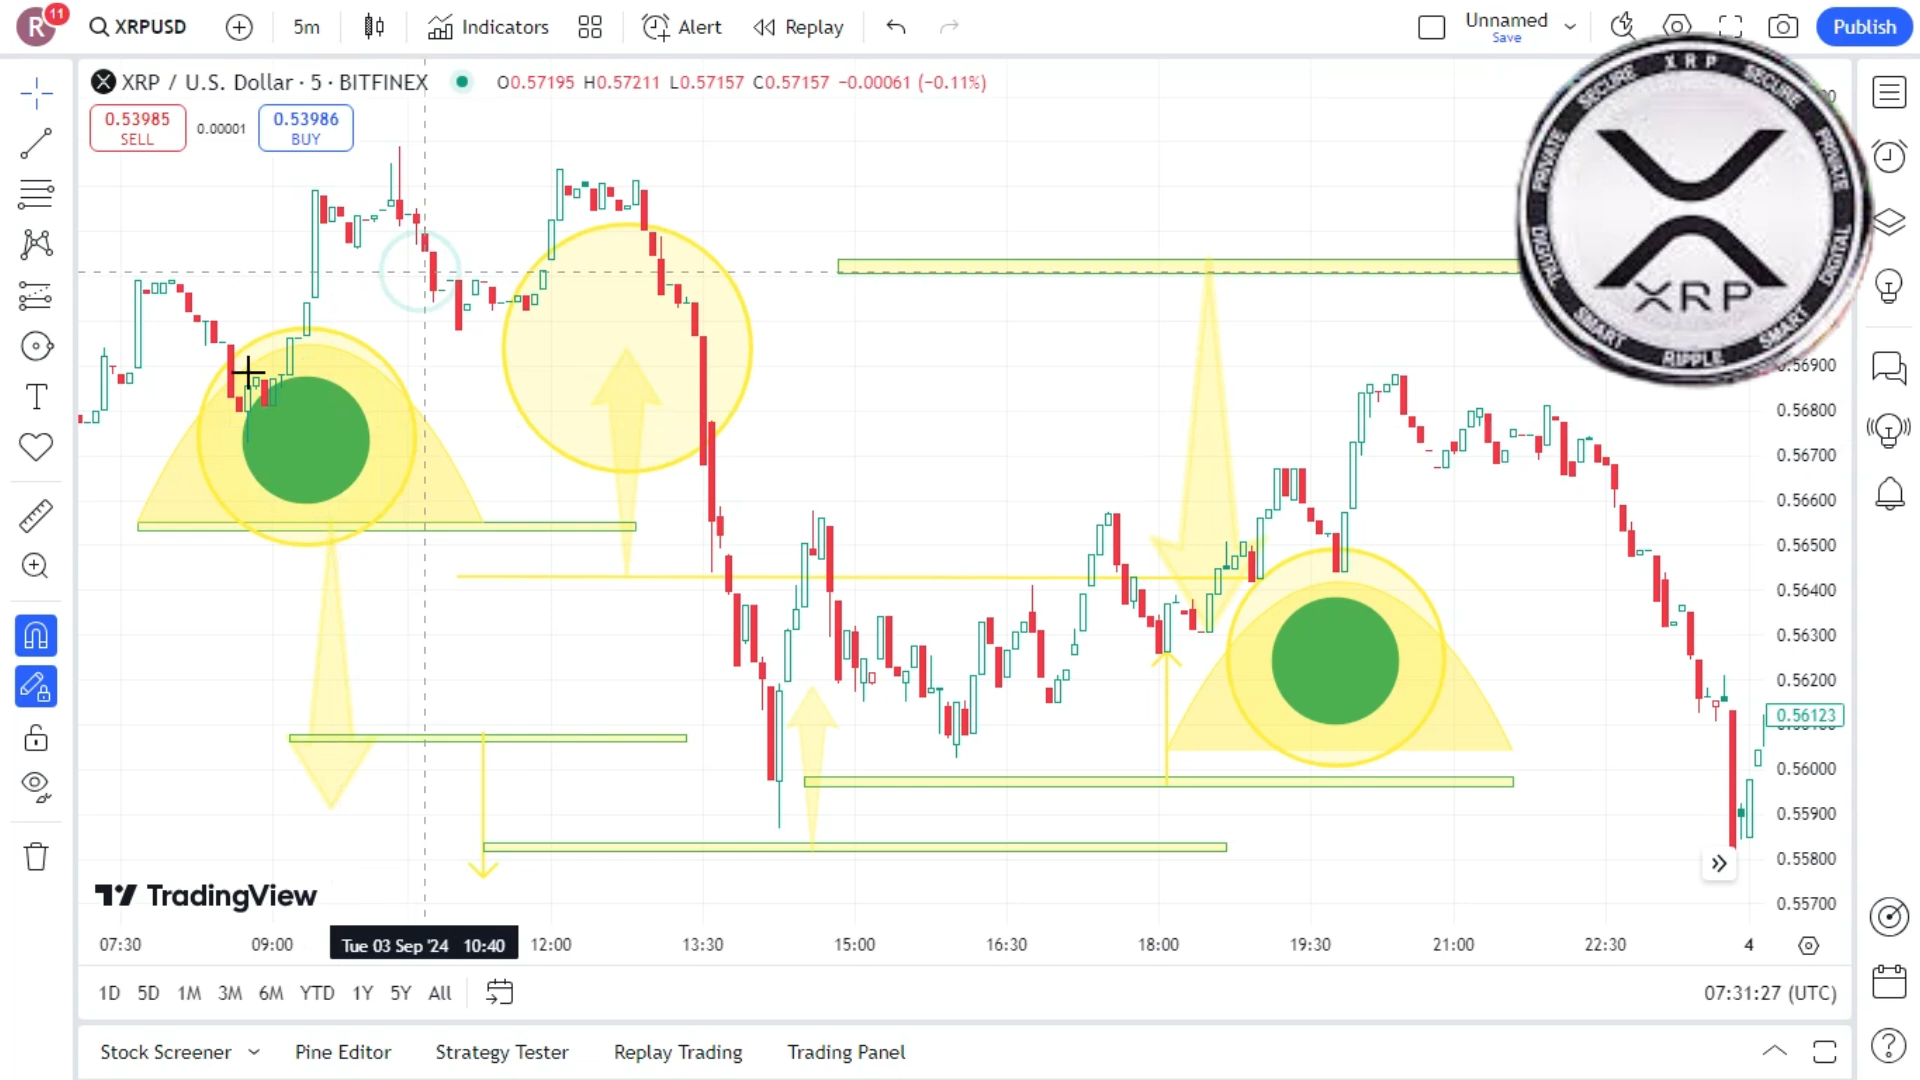 R 11 XRPUSD 5m Indicators Alert Replay Unnamed Save Publish
XRP / U.S. Dollar · 5 · BITFINEX O0.57195 H0.57211 L0.57157 C0.57157 −0.00061 (−0.11%)
0.53985 SELL 0.00001 0.53986 BUY
XRP
SECURE SECURE
PRIVATE PRIVATE
XRP
DIGITAL DIGITAL
SMART RIPPLE SMART
0.56900
0.56800
0.56700
0.56600
0.56500
0.56400
0.56300
0.56200
0.56123
0.56000
0.55900
0.55800
0.55700
TradingView
07:30 09:00 Tue 03 Sep '24 10:40 12:00 13:30 15:00 16:30 18:00 19:30 21:00 22:30 4
1D 5D 1M 3M 6M YTD 1Y 5Y All 07:31:27 (UTC)
Stock Screener Pine Editor Strategy Tester Replay Trading Trading Panel